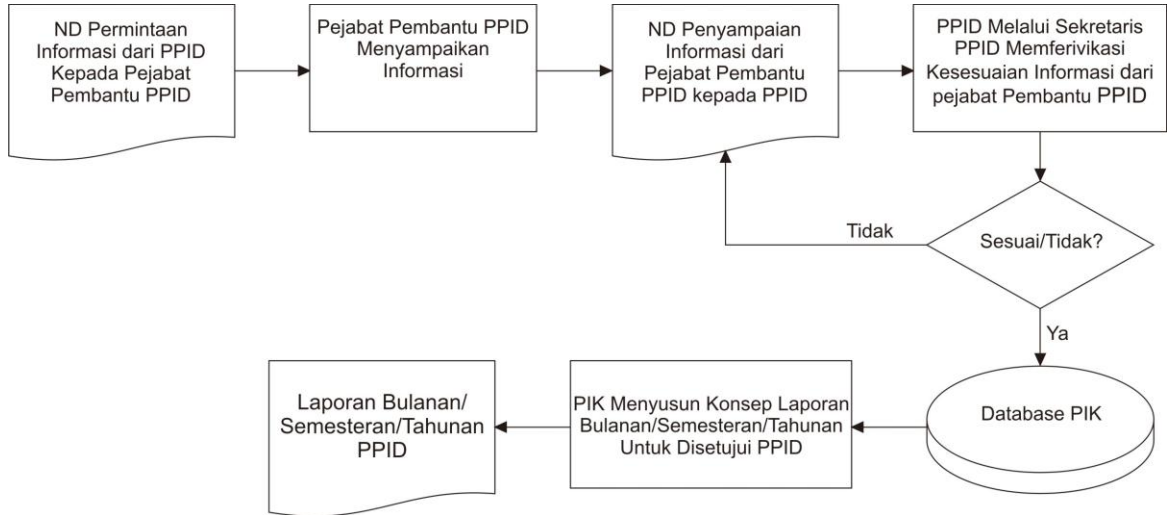 ND Permintaan
Informasi dari PPID
Kepada Pejabat
Pembantu PPID
Pejabat Pembantu PPID
Menyampaikan
Informasi
ND Penyampaian
Informasi dari
Pejabat Pembantu
PPID kepada PPID
PPID Melalui Sekretaris
PPID Memferivikasi
Kesesuaian Informasi dari
pejabat Pembantu PPID
Tidak
Sesuai/Tidak?
Ya
Database PIK
PIK Menyusun Konsep Laporan
Bulanan/Semesteran/Tahunan
Untuk Disetujui PPID
Laporan Bulanan/
Semesteran/Tahunan
PPID